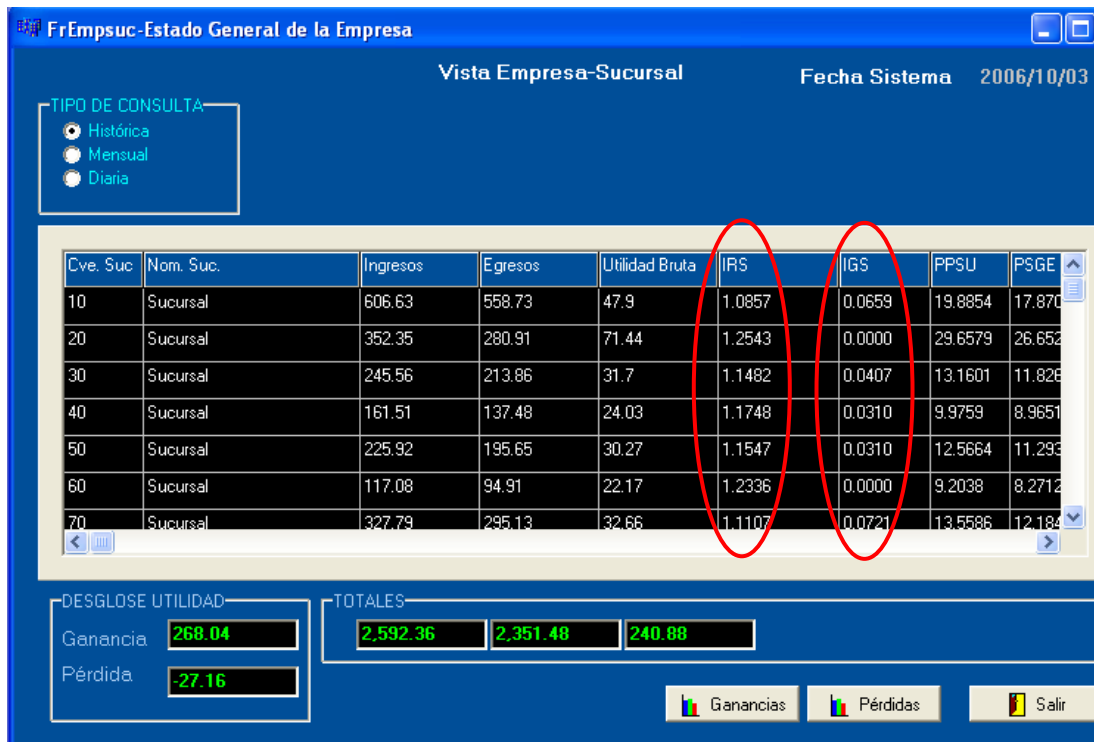 FrEmpsuc-Estado General de la Empresa
Vista Empresa-Sucursal Fecha Sistema 2006/10/03
TIPO DE CONSULTA
Histórica
Mensual
Diaria
Cve. Suc Nom. Suc. Ingresos Egresos Utilidad Bruta IRS IGS PPSU PSGE
10 Sucursal 606.63 558.73 47.9 1.0857 0.0659 19.8854 17.870
20 Sucursal 352.35 280.91 71.44 1.2543 0.0000 29.6579 26.652
30 Sucursal 245.56 213.86 31.7 1.1482 0.0407 13.1601 11.826
40 Sucursal 161.51 137.48 24.03 1.1748 0.0310 9.9759 8.9651
50 Sucursal 225.92 195.65 30.27 1.1547 0.0310 12.5664 11.293
60 Sucursal 117.08 94.91 22.17 1.2336 0.0000 9.2038 8.2712
70 Sucursal 327.79 295.13 32.66 1.1107 0.0721 13.5586 12.184
DESGLOSE UTILIDAD TOTALES
Ganancia 268.04 2,592.36 2,351.48 240.88
Pérdida -27.16
Ganancias Pérdidas Salir